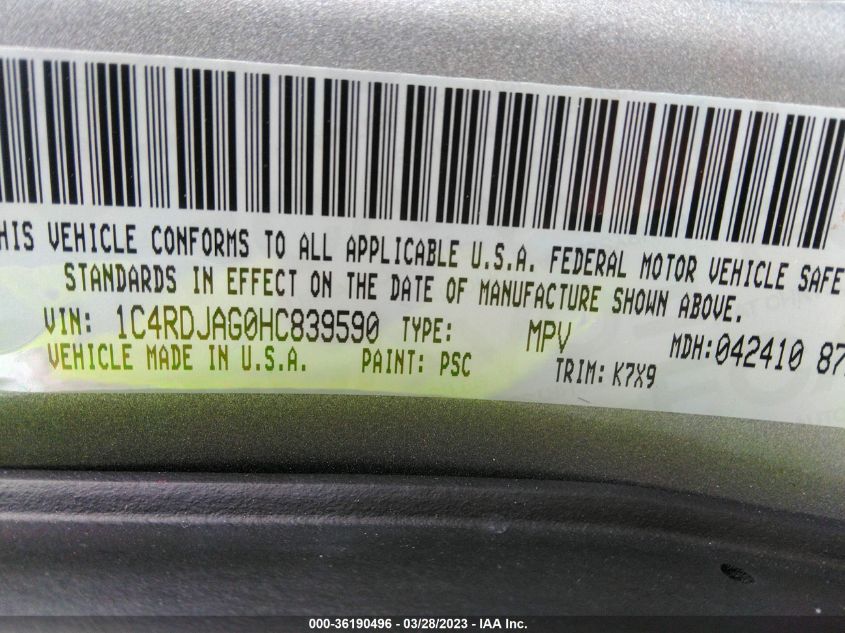 HIS VEHICLE CONFORMS TO ALL APPLICABLE U.S.A. FEDERAL MOTOR VEHICLE SAFE
STANDARDS IN EFFECT ON THE DATE OF MANUFACTURE SHOWN ABOVE.
VIN: 1C4RDJAG0HC839590 TYPE: MPV MDH:042410 87
VEHICLE MADE IN U.S.A. PAINT: PSC TRIM: K7X9
000-36190496 - 03/28/2023 - IAA Inc.